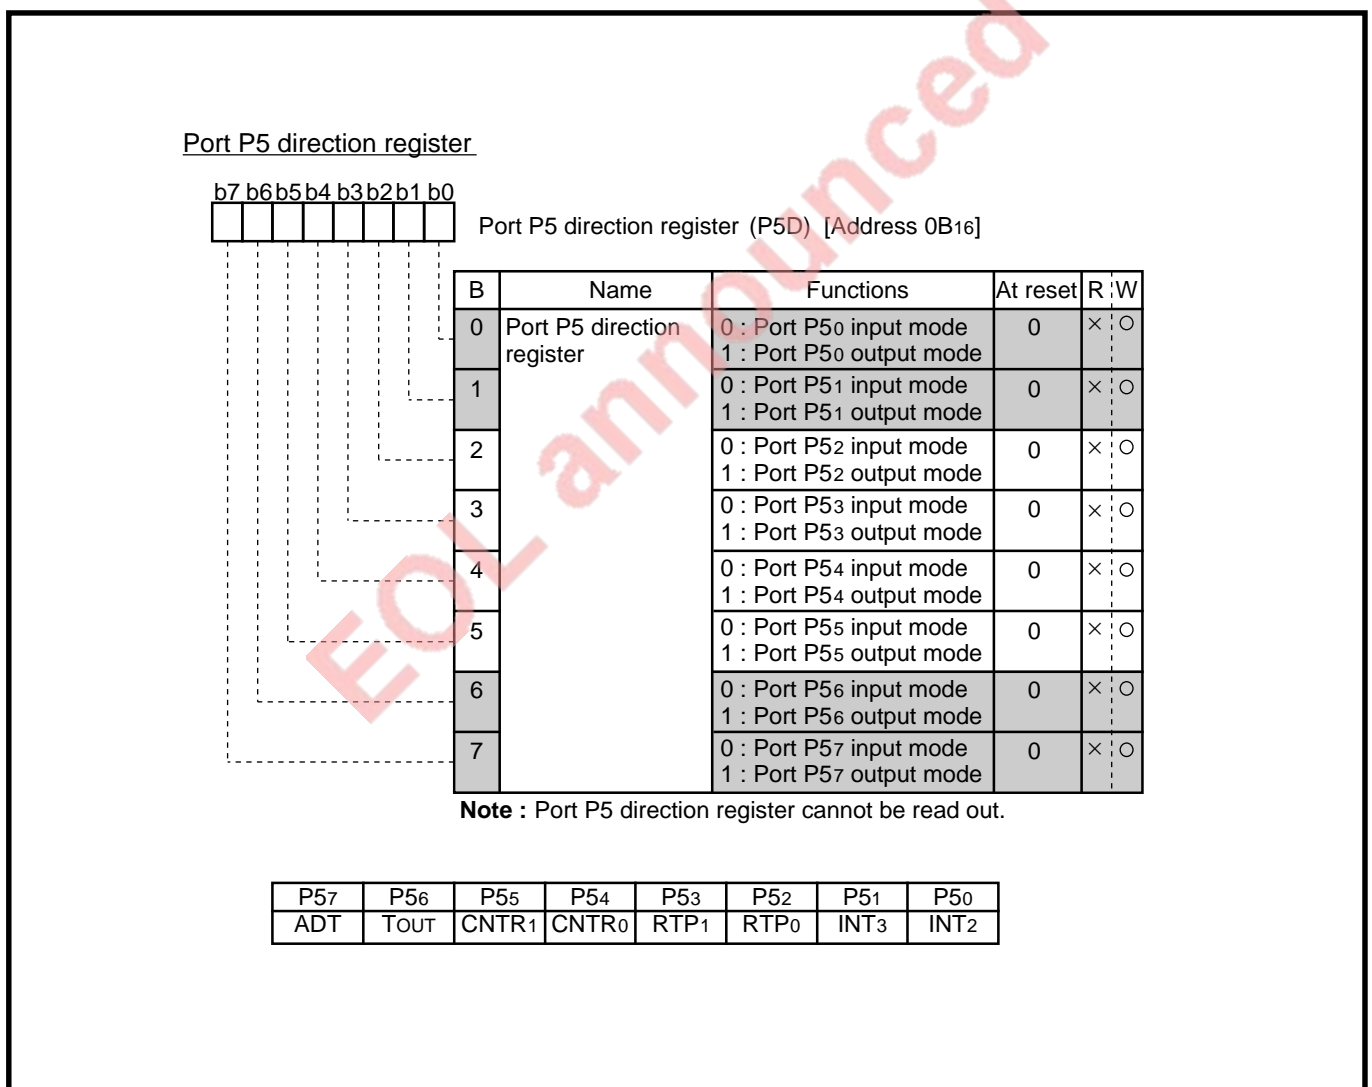 Port P5 direction register
b7 b6 b5 b4 b3 b2 b1 b0
Port P5 direction register (P5D) [Address 0B16]
B Name Functions At reset R W
0 Port P5 direction register 0 : Port P50 input mode 0 × ○
1 : Port P50 output mode
1 0 : Port P51 input mode 0 × ○
1 : Port P51 output mode
2 0 : Port P52 input mode 0 × ○
1 : Port P52 output mode
3 0 : Port P53 input mode 0 × ○
1 : Port P53 output mode
4 0 : Port P54 input mode 0 × ○
1 : Port P54 output mode
5 0 : Port P55 input mode 0 × ○
1 : Port P55 output mode
6 0 : Port P56 input mode 0 × ○
1 : Port P56 output mode
7 0 : Port P57 input mode 0 × ○
1 : Port P57 output mode
Note : Port P5 direction register cannot be read out.
P57 P56 P55 P54 P53 P52 P51 P50
ADT TOUT CNTR1 CNTR0 RTP1 RTP0 INT3 INT2
EOL announced